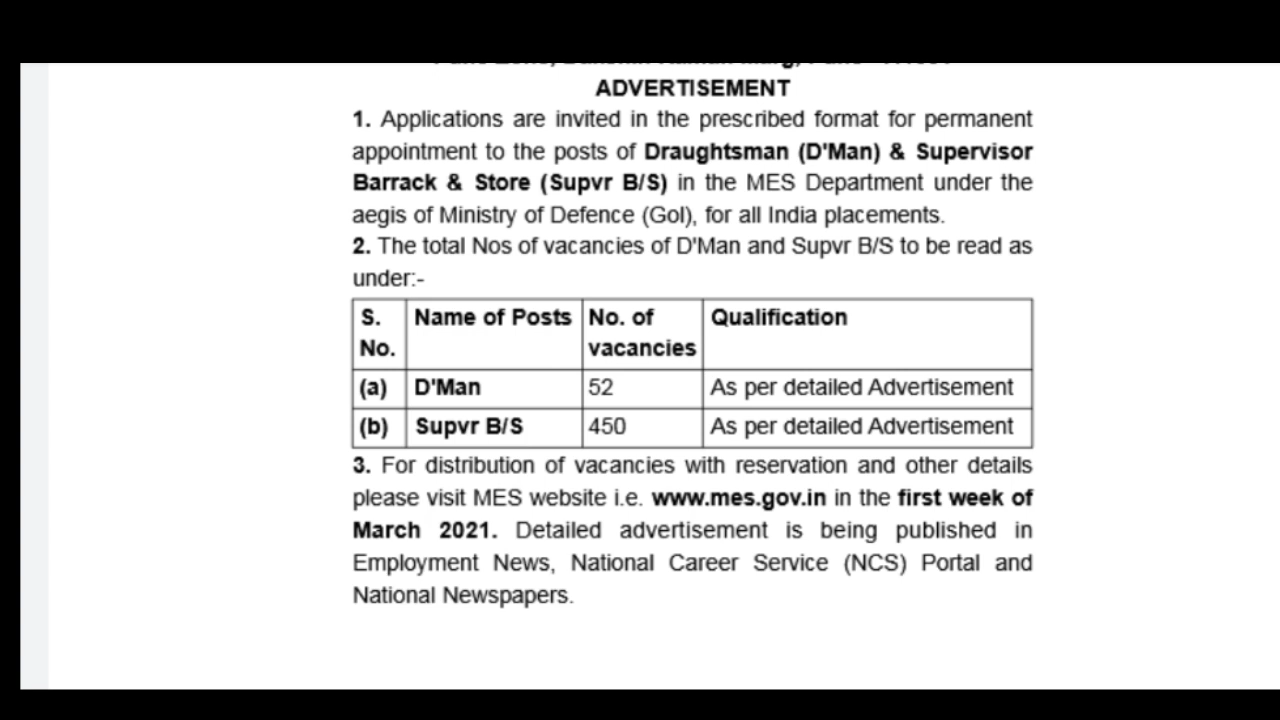 ADVERTISEMENT
1. Applications are invited in the prescribed format for permanent
appointment to the posts of Draughtsman (D'Man) & Supervisor
Barrack & Store (Supvr B/S) in the MES Department under the
aegis of Ministry of Defence (GoI), for all India placements.
2. The total Nos of vacancies of D'Man and Supvr B/S to be read as
under:-
S. No. Name of Posts No. of vacancies Qualification
(a) D'Man 52 As per detailed Advertisement
(b) Supvr B/S 450 As per detailed Advertisement
3. For distribution of vacancies with reservation and other details
please visit MES website i.e. www.mes.gov.in in the first week of
March 2021. Detailed advertisement is being published in
Employment News, National Career Service (NCS) Portal and
National Newspapers.